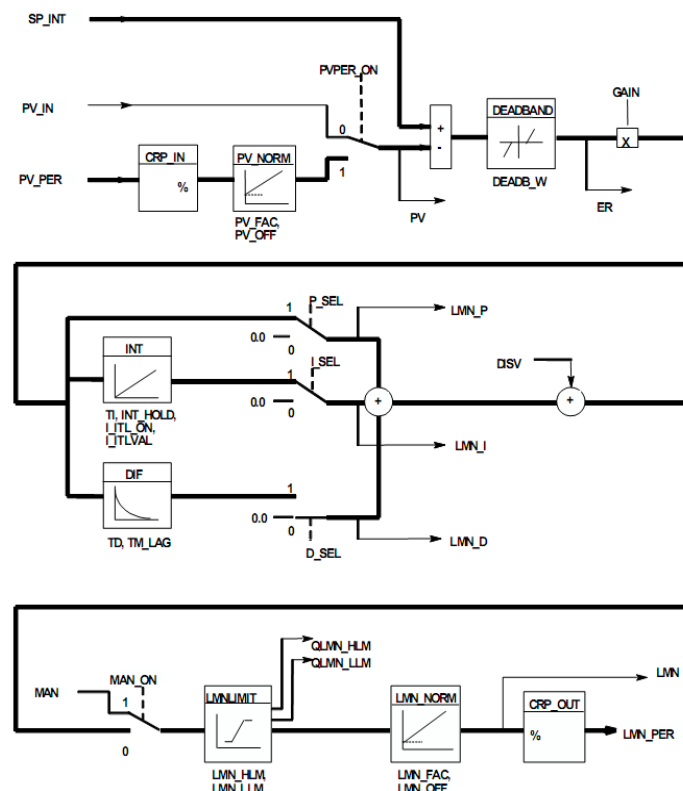 SP_INT
PVPER_ON
GAIN
PV_IN
DEADBAND
0
+
-
X
CRP_IN
PV_NORM
PV_PER
%
1
DEADB_W
PV_FAC,
PV_OFF
PV
ER
1
P_SEL
LMN_P
0.0
0
INT
I_SEL
DISV
1
0.0
0
+
+
TI, INT_HOLD,
I_ITL_ON,
I_ITLVAL
LMN_I
DIF
1
0.0
0
TD, TM_LAG
D_SEL
LMN_D
QLMN_HLM
QLMN_LLM
LMN
MAN
MAN_ON
1
LMNLIMIT
LMN_NORM
CRP_OUT
%
LMN_PER
0
LMN_HLM,
LMN_LLM
LMN_FAC,
LMN_OFF